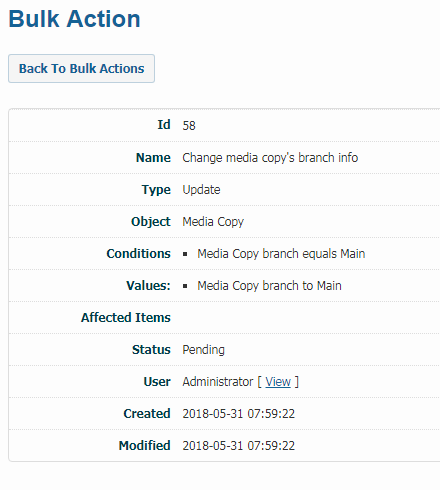 Bulk Action
Back To Bulk Actions
Id 58
Name Change media copy's branch info
Type Update
Object Media Copy
Conditions ▪ Media Copy branch equals Main
Values: ▪ Media Copy branch to Main
Affected Items
Status Pending
User Administrator [ View ]
Created 2018-05-31 07:59:22
Modified 2018-05-31 07:59:22